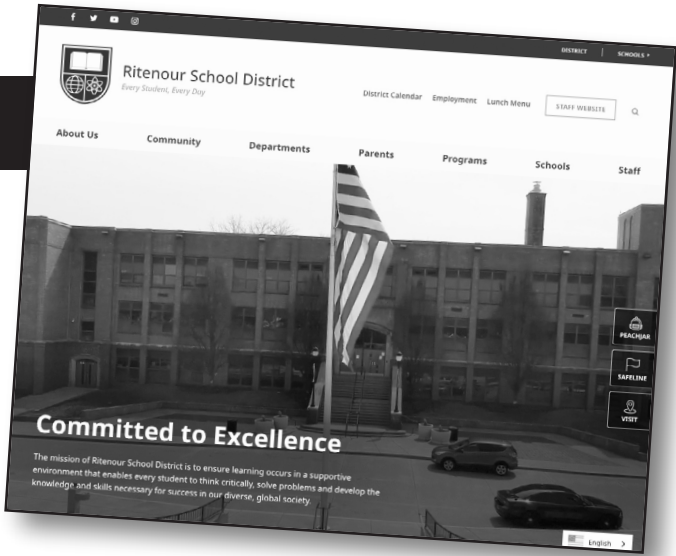 DISTRICT | SCHOOLS
Ritenour School District
Every Student, Every Day
District Calendar Employment Lunch Menu STAFF WEBSITE
About Us Community Departments Parents Programs Schools Staff
PEACHJAR
SAFELINE
VISIT
Committed to Excellence
The mission of Ritenour School District is to ensure learning occurs in a supportive
environment that enables every student to think critically, solve problems and develop the
knowledge and skills necessary for success in our diverse, global society.
English